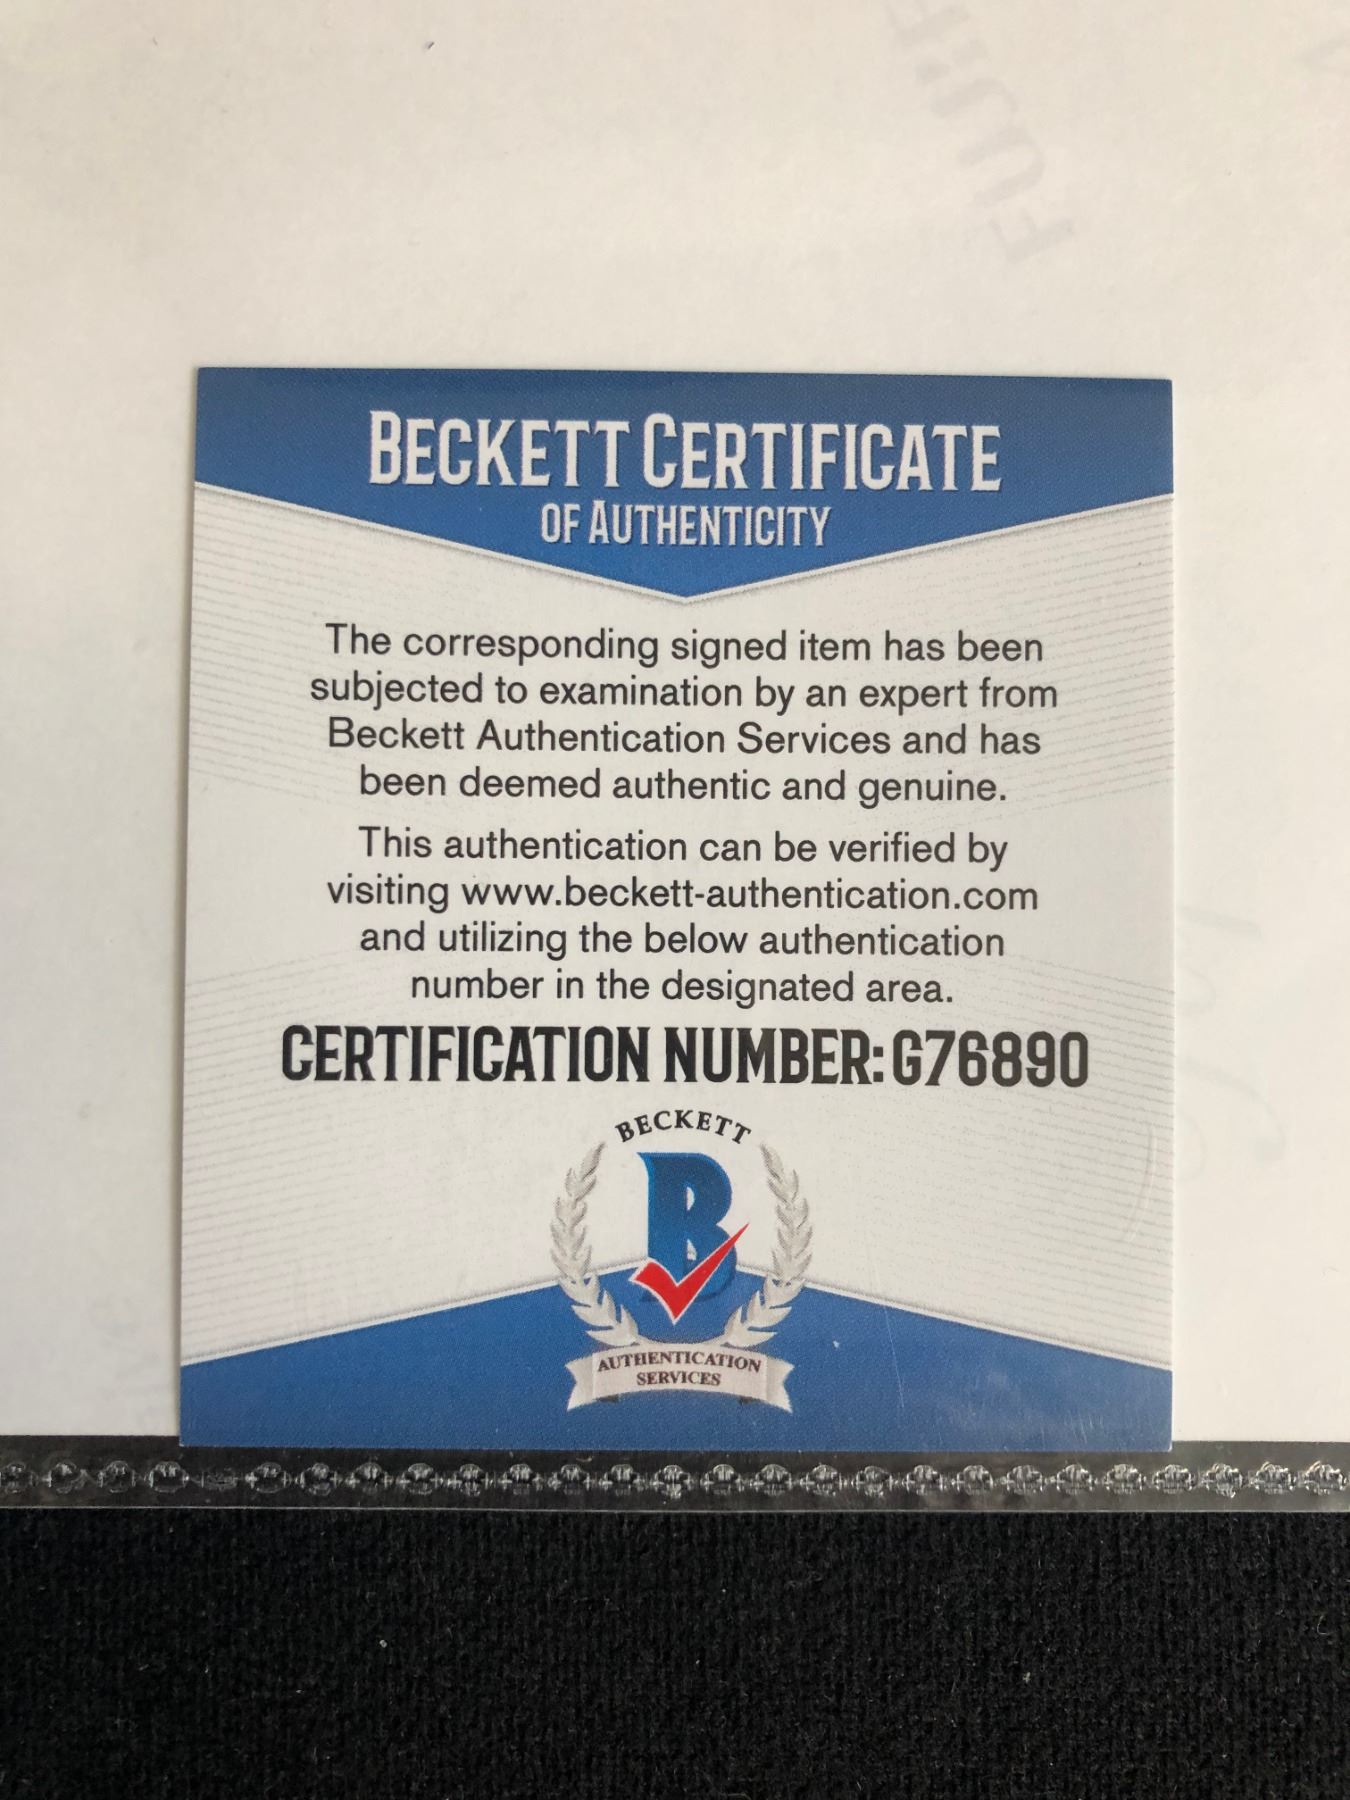 FUJIF
BECKETT CERTIFICATE
OF AUTHENTICITY
The corresponding signed item has been
subjected to examination by an expert from
Beckett Authentication Services and has
been deemed authentic and genuine.
This authentication can be verified by
visiting www.beckett-authentication.com
and utilizing the below authentication
number in the designated area.
CERTIFICATION NUMBER: G76890
BECKETT
B
AUTHENTICATION
SERVICES